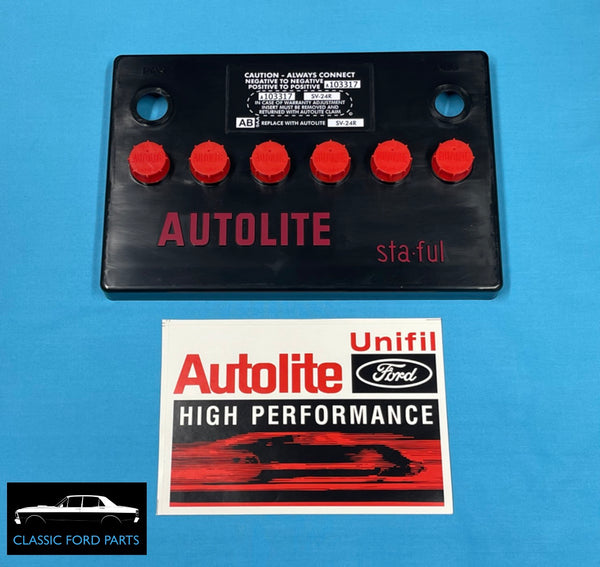 CAUTION - ALWAYS CONNECT
NEGATIVE TO NEGATIVE
POSITIVE TO POSITIVE K103317
K103317 SV-24R
IN CASE OF WARRANTY ADJUSTMENT
INSERT MUST BE REMOVED AND
RETURNED WITH AUTOLITE CLAIM.
AB REPLACE WITH AUTOLITE SV-24R
AUTOLITE
sta-ful
Unifil
Autolite Ford
HIGH PERFORMANCE
CLASSIC FORD PARTS